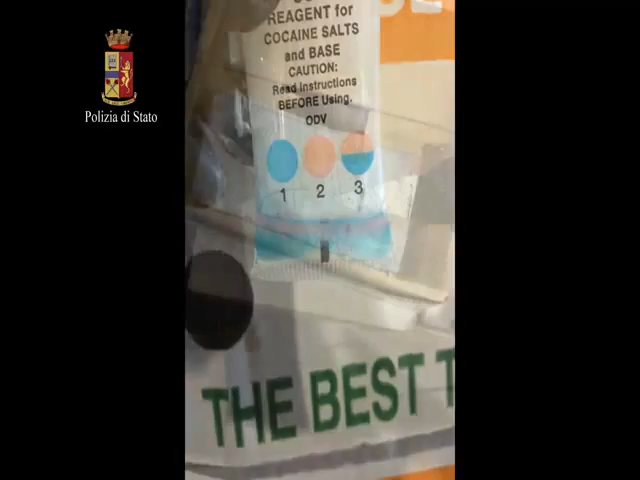 REAGENT for
COCAINE SALTS
and BASE
CAUTION:
Read Instructions
BEFORE Using.
ODV
1 2 3
Polizia di Stato
THE BEST